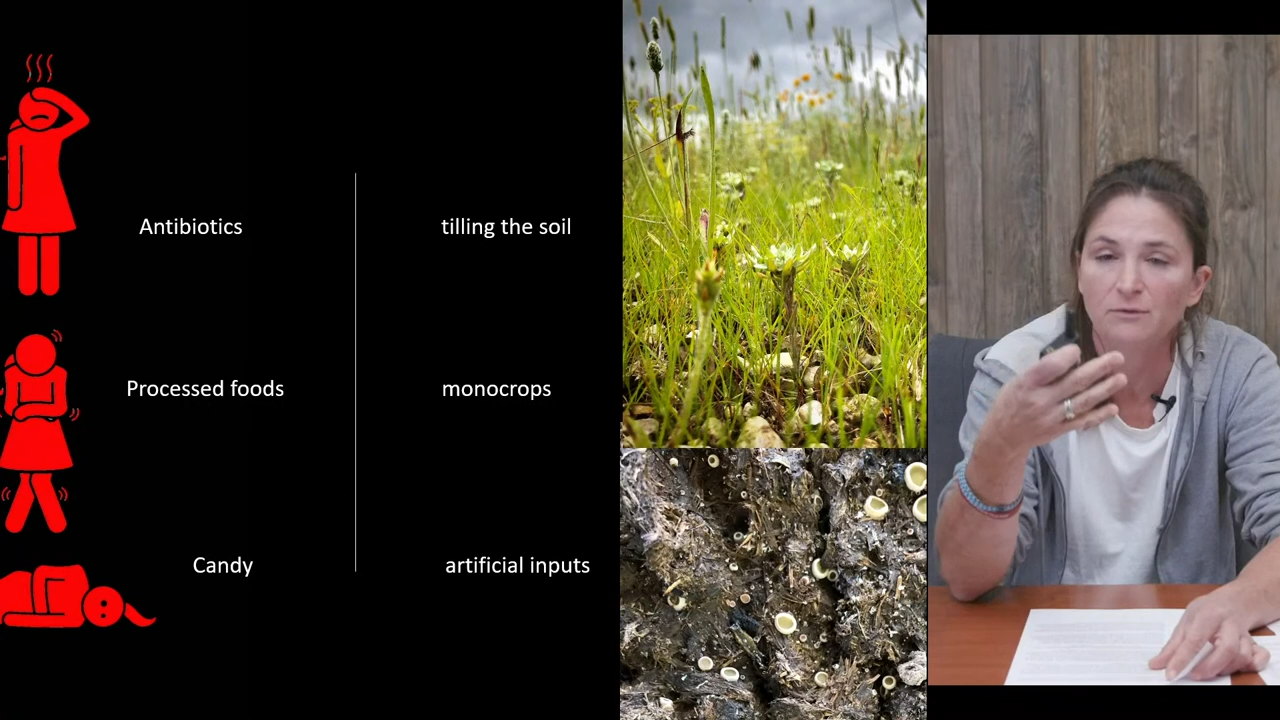 Antibiotics
tilling the soil
Processed foods
monocrops
Candy
artificial inputs